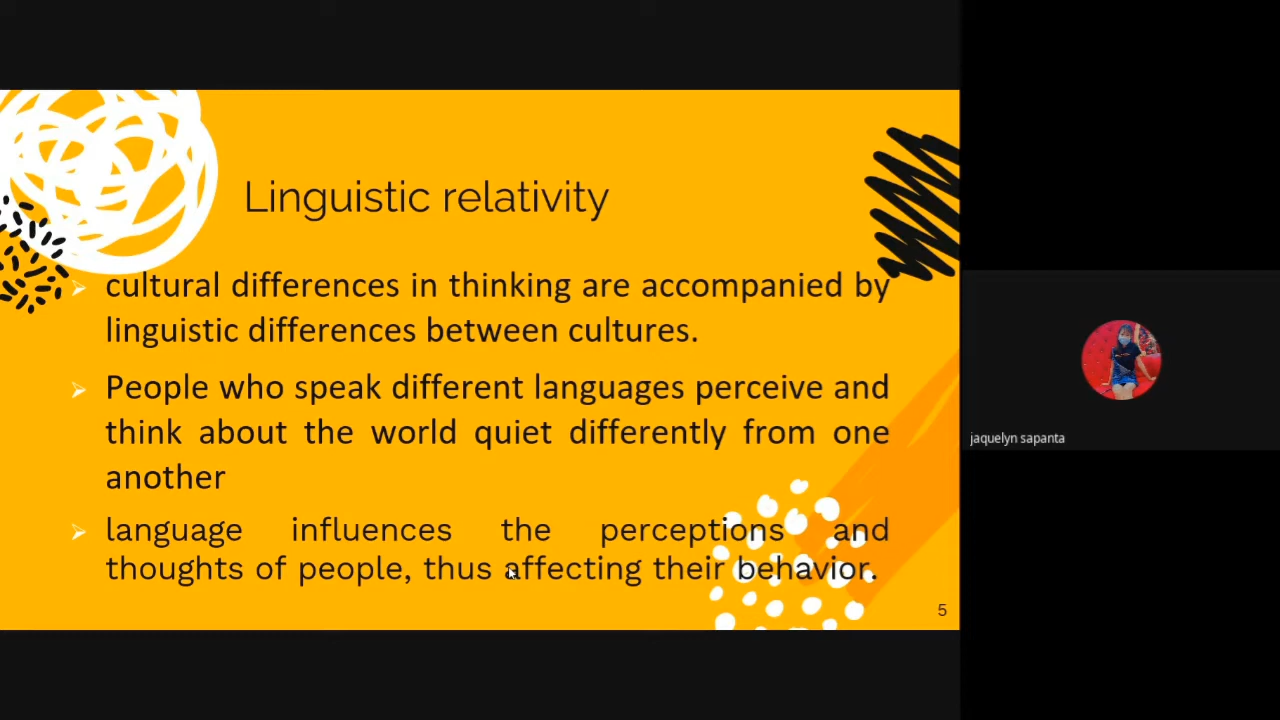 Linguistic relativity
cultural differences in thinking are accompanied by
linguistic differences between cultures.
People who speak different languages perceive and
think about the world quiet differently from one
another
language influences the perceptions and
thoughts of people, thus affecting their behavior.
5
jaquelyn sapanta